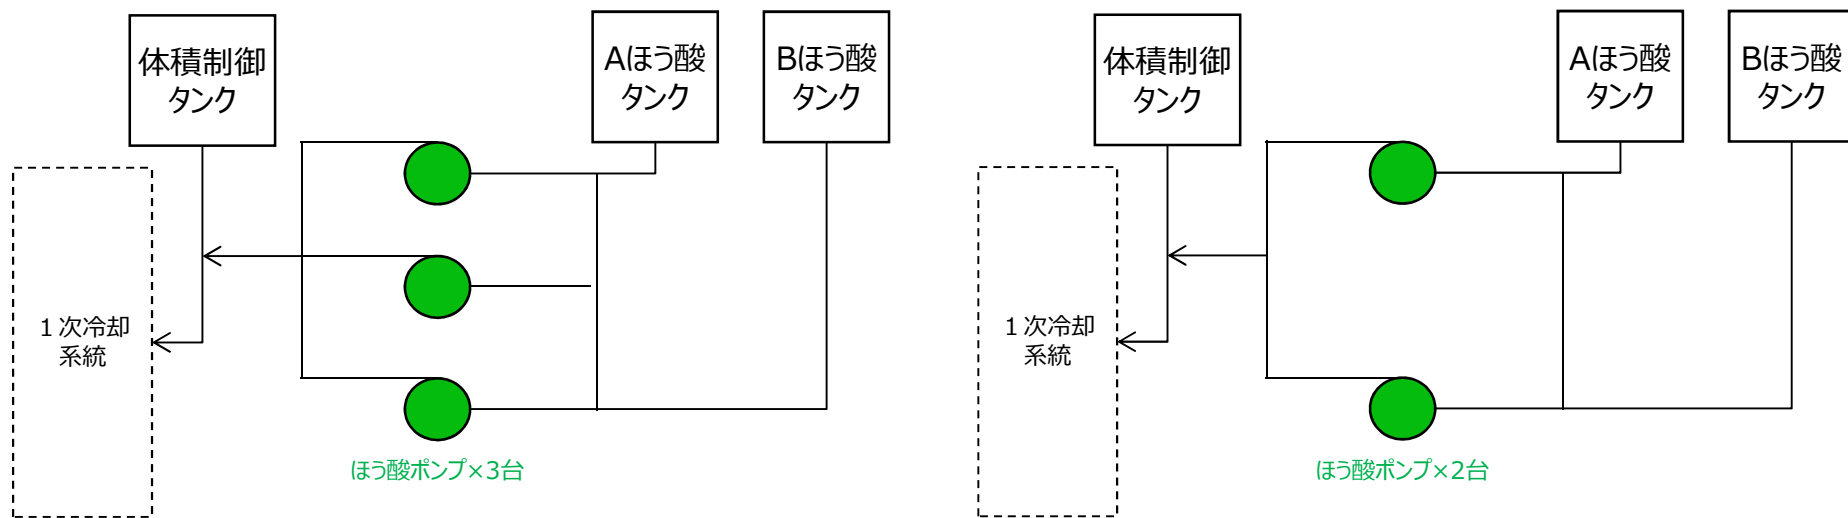 体積制御
タンク
Aほう酸
タンク
Bほう酸
タンク
１次冷却
系統
ほう酸ポンプ×3台
体積制御
タンク
Aほう酸
タンク
Bほう酸
タンク
１次冷却
系統
ほう酸ポンプ×2台